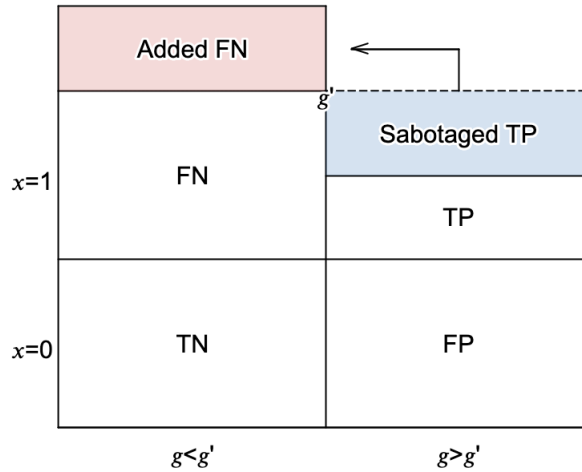 Added FN
g'
Sabotaged TP
x=1
FN
TP
x=0
TN
FP
g<g'
g>g'